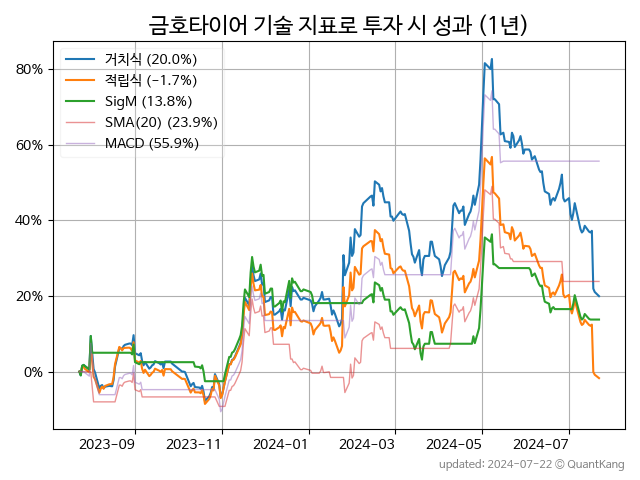 금호타이어 기술 지표로 투자 시 성과 (1년)
거치식 (20.0%)
적립식 (-1.7%)
SigM (13.8%)
SMA(20) (23.9%)
MACD (55.9%)
80%
60%
40%
20%
0%
2023-09 2023-11 2024-01 2024-03 2024-05 2024-07
updated: 2024-07-22 © QuantKang